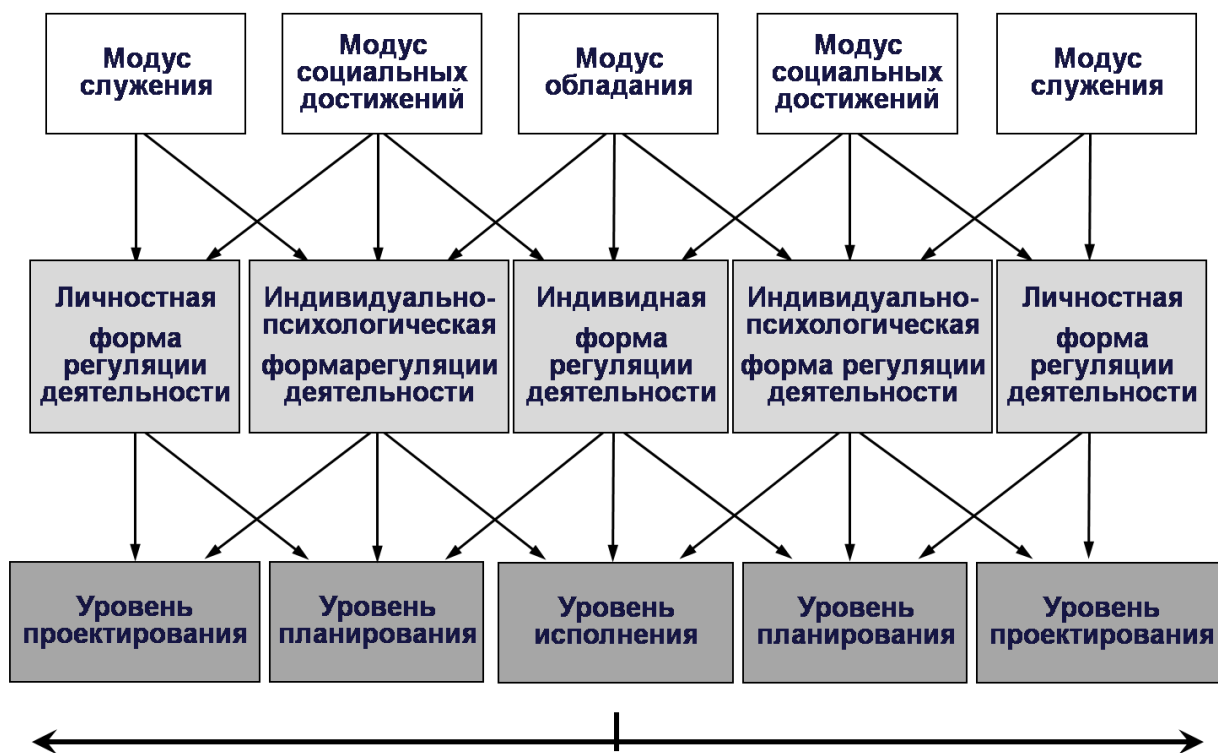 Модус
служения
Модус
социальных
достижений
Модус
обладания
Модус
социальных
достижений
Модус
служения
Личностная
форма
регуляции
деятельности
Индивидуально-
психологическая
формарегуляции
деятельности
Индивидная
форма
регуляции
деятельности
Индивидуально-
психологическая
форма регуляции
деятельности
Личностная
форма
регуляции
деятельности
Уровень
проектирования
Уровень
планирования
Уровень
исполнения
Уровень
планирования
Уровень
проектирования